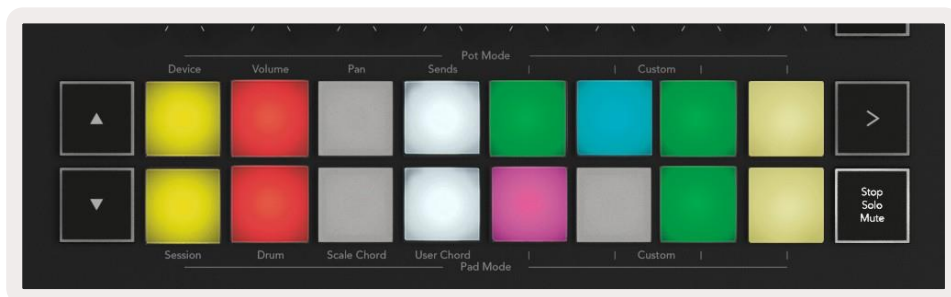 Pot Mode
Device Volume Pan Sends Custom
Stop
Solo
Mute
Session Drum Scale Chord User Chord Custom
Pad Mode